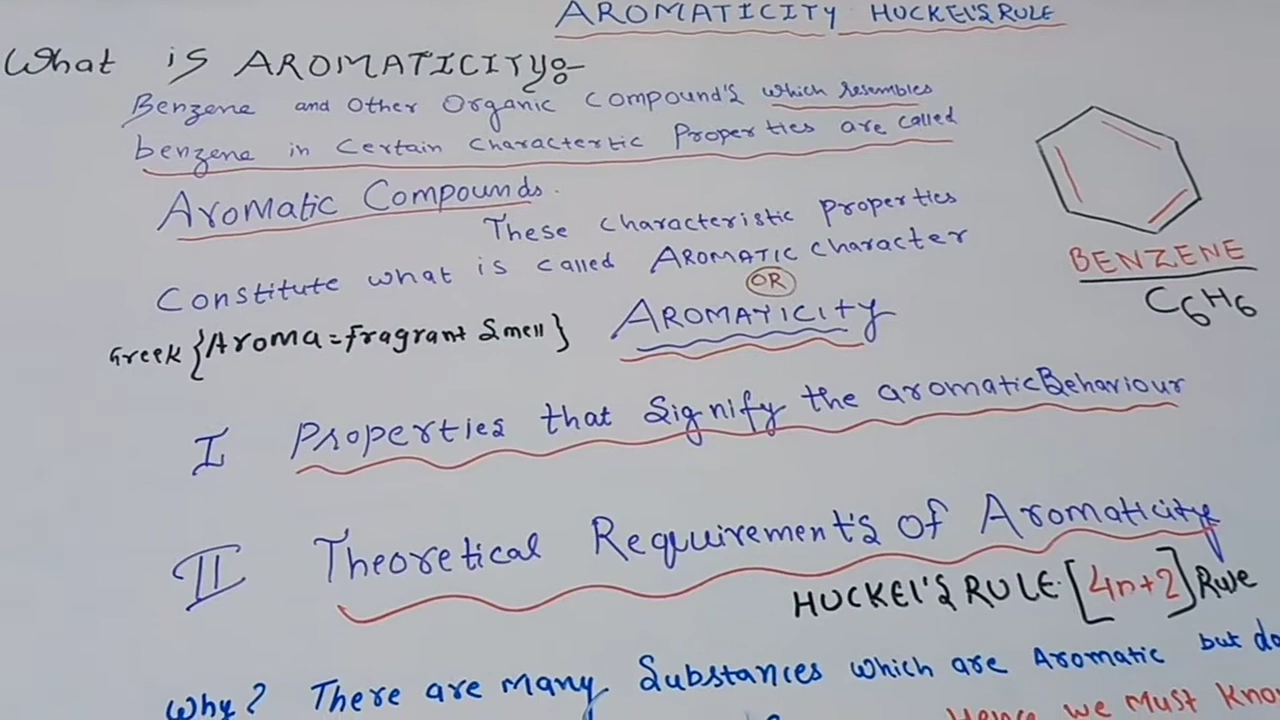 AROMATICITY HUCKEL'S RULE
What is AROMATICITY:-
Benzene and Other Organic Compound's which resembles
benzene in Certain charactertic Properties are called
Aromatic Compounds.
These characteristic properties
Constitute what is called AROMATIC character
OR
Greek {Aroma = fragrant Smell} AROMATICITY
BENZENE
C6H6
I Properties that Signify the aromatic Behaviour
II Theoretical Requirement's of Aromaticity
HUCKEl'S RULE. [4n+2] Rule
Why? There are many Substances which are Aromatic but do
Hence we Must Kno